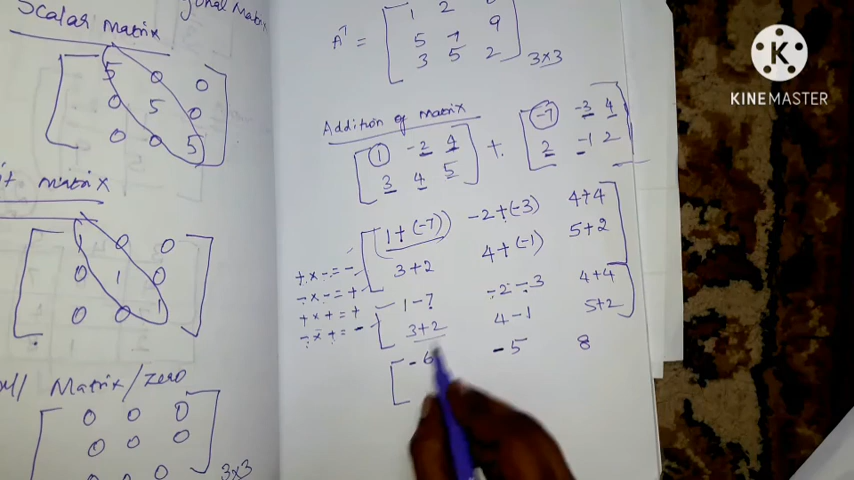 Scalar Matrix
5 0 0
0 5 0
0 0 5
Matrix
1 0 0
0 1 0
0 0 1
Matrix/zero
0 0 0
0 0 0
0 0
3x3
1 2
Aᵀ = 5 7 9
3 5 2
3x3
Addition of Matrix
[1 -2 4 + [-7 -3 4
3 4 5] 2 -1 2]
[1+(-7) -2+(-3) 4+4
3+2 4+(-1) 5+2]
+x-=-
-x-=+
+x+=+
-x+=-
[1-7 -2-3 4+4
3+2 4-1 5+2]
[-6 -5 8
K
KINEMASTER